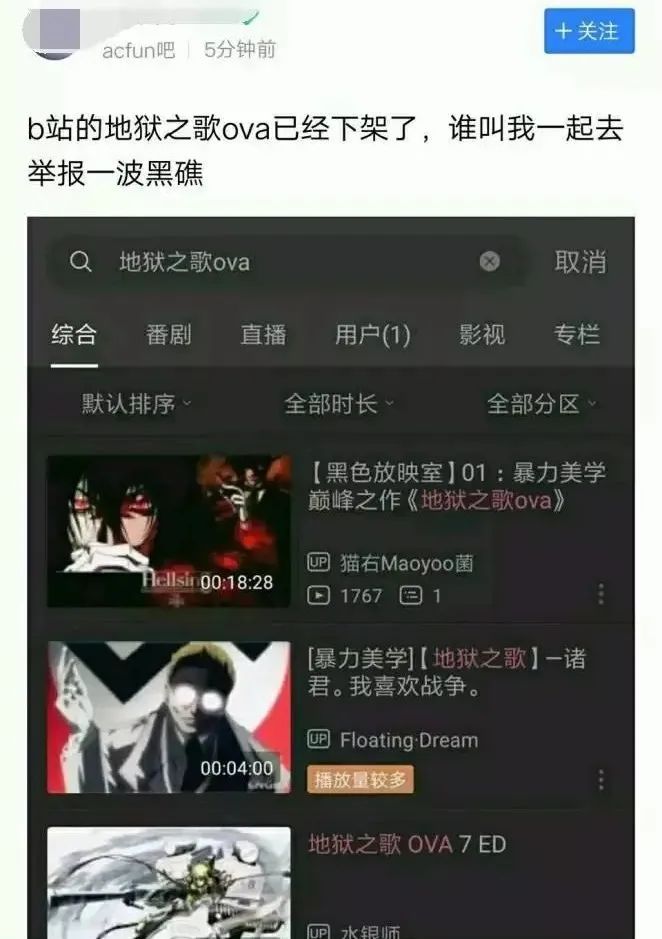 acfun吧 | 5分钟前
+关注
b站的地狱之歌ova已经下架了，谁叫我一起去
举报一波黑礁
地狱之歌ova
取消
综合 番剧 直播 用户(1) 影视 专栏
默认排序 全部时长 全部分区
【黑色放映室】01：暴力美学
巅峰之作《地狱之歌ova》
Hellsing
00:18:28
UP 猫右Maoyoo菌
1767 1
[暴力美学]【地狱之歌】—诸
君。我喜欢战争。
00:04:00
UP Floating·Dream
播放量较多
地狱之歌 OVA 7 ED
UP 水银师